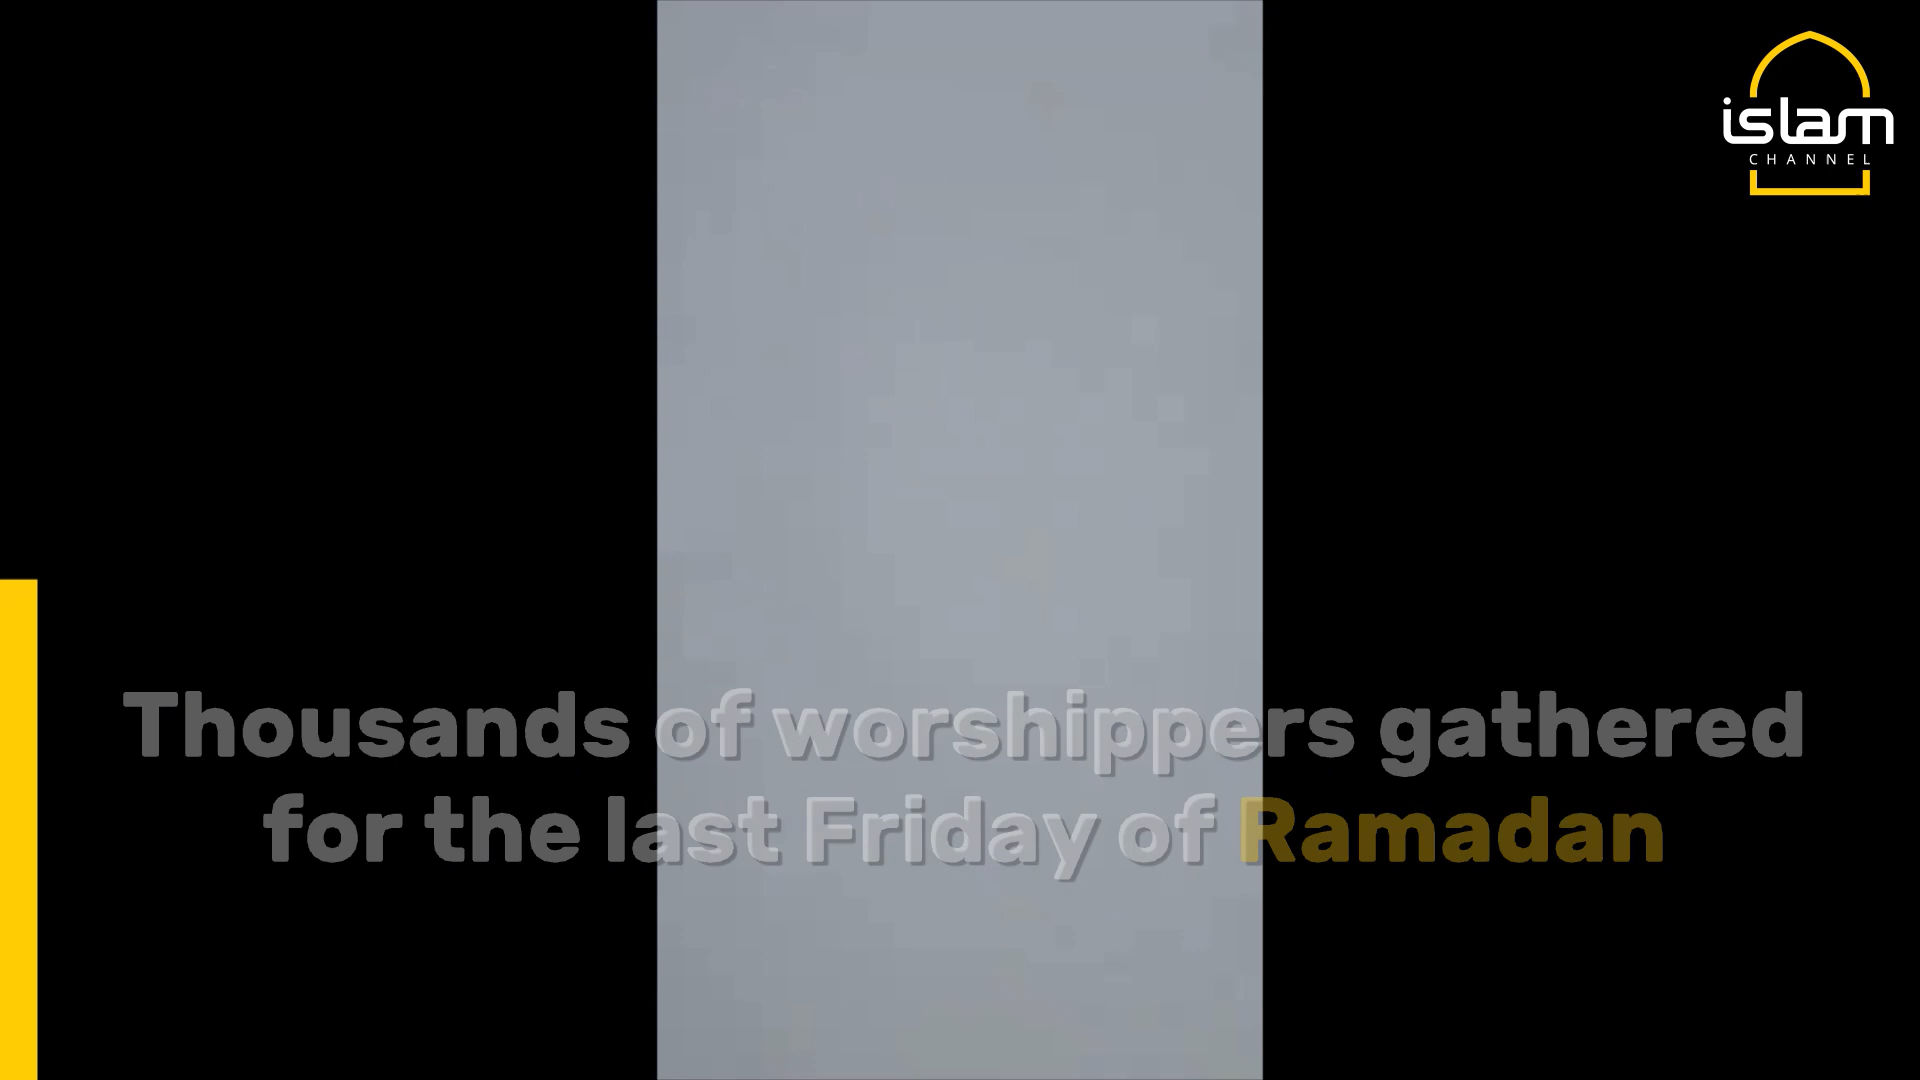 islam
CHANNEL
Thousands of worshippers gathered
for the last Friday of Ramadan